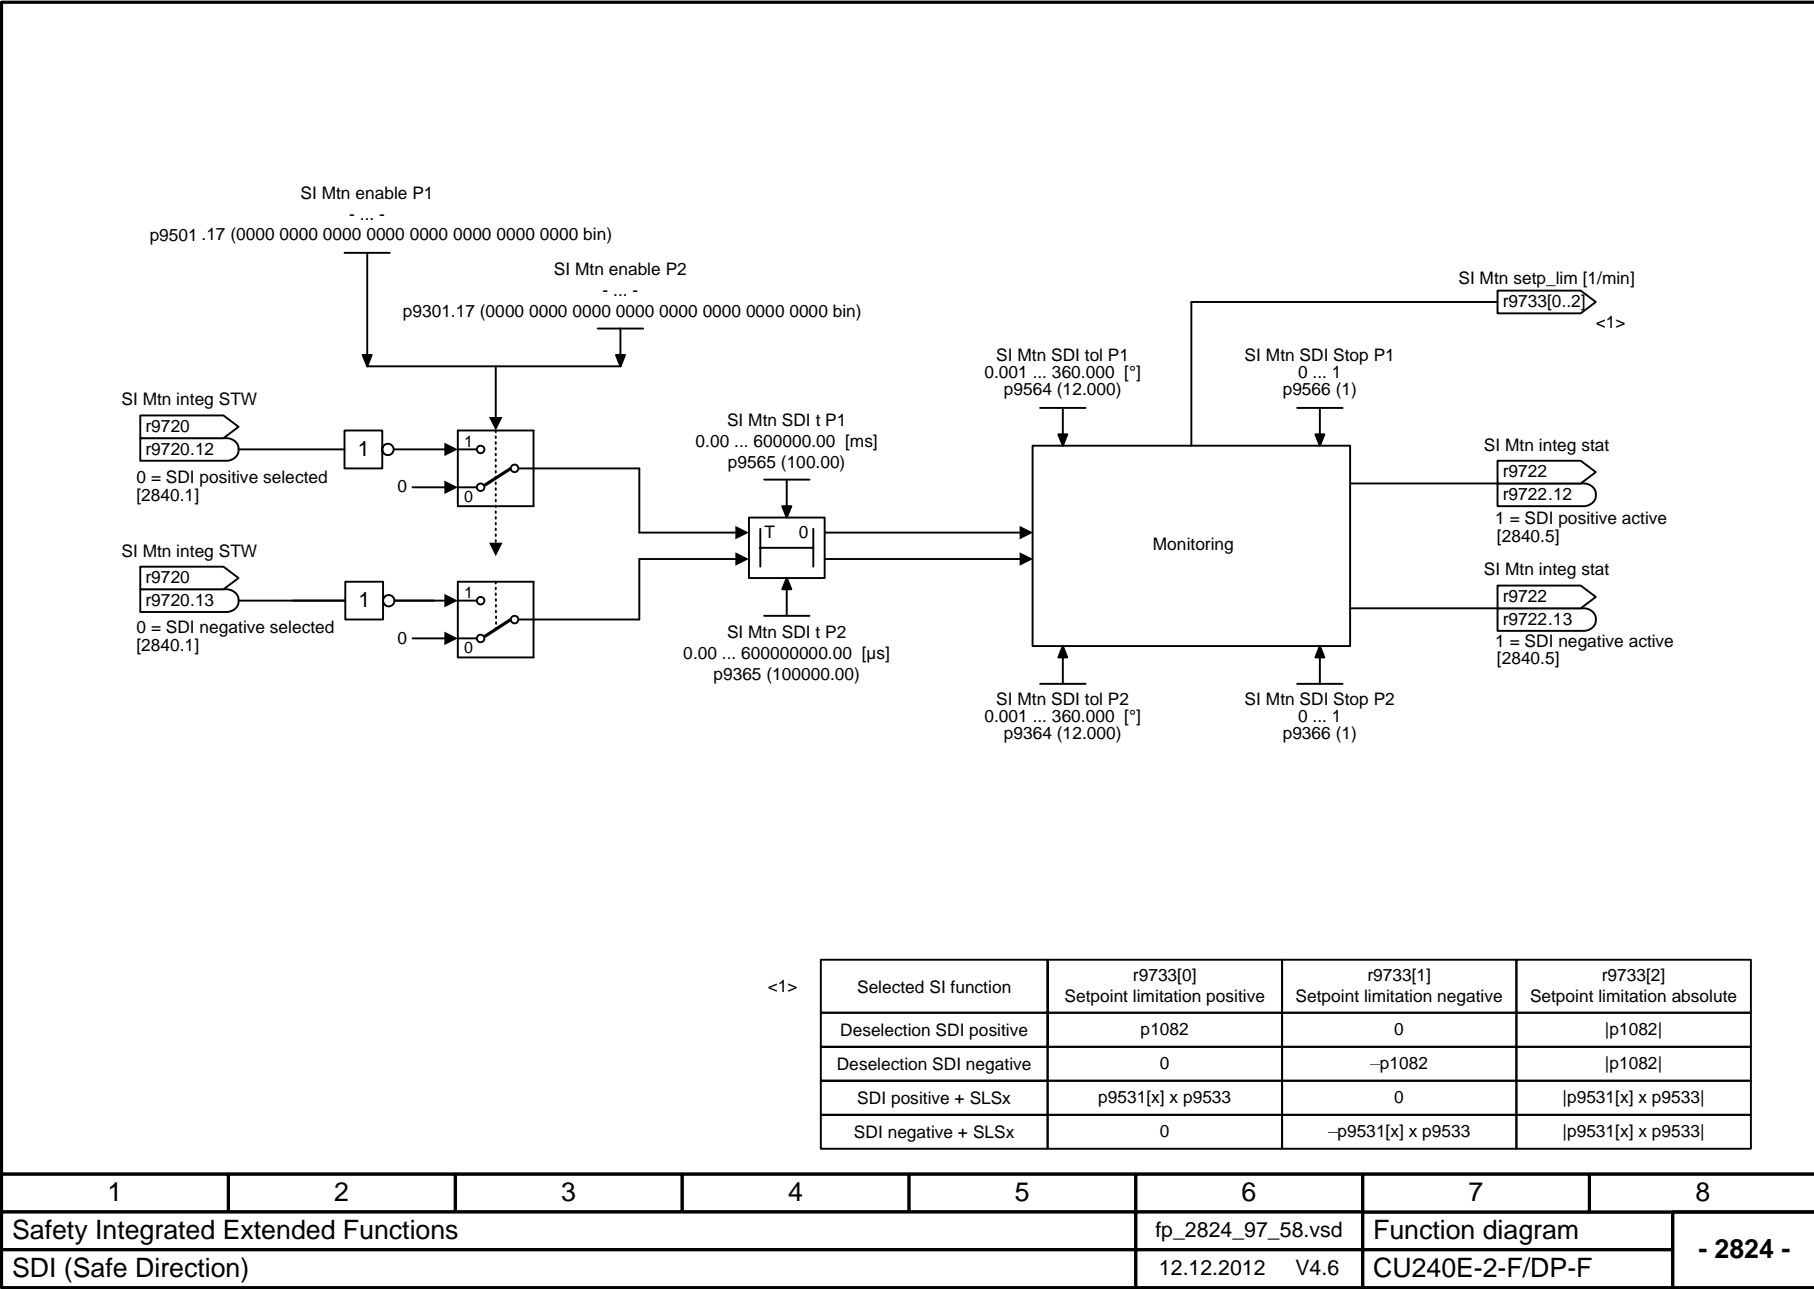 SI Mtn enable P1
- ... -
p9501 .17 (0000 0000 0000 0000 0000 0000 0000 0000 bin)
SI Mtn enable P2
- ... -
p9301.17 (0000 0000 0000 0000 0000 0000 0000 0000 bin)
SI Mtn setp_lim [1/min]
r9733[0..2]
<1>
SI Mtn SDI tol P1
0.001 ... 360.000 [°]
p9564 (12.000)
SI Mtn SDI Stop P1
0 ... 1
p9566 (1)
SI Mtn integ STW
r9720
r9720.12
0 = SDI positive selected
[2840.1]
1
1
0
0
SI Mtn SDI t P1
0.00 ... 600000.00 [ms]
p9565 (100.00)
T 0
Monitoring
SI Mtn integ stat
r9722
r9722.12
1 = SDI positive active
[2840.5]
SI Mtn integ STW
r9720
r9720.13
0 = SDI negative selected
[2840.1]
1
1
0
0
SI Mtn SDI t P2
0.00 ... 600000000.00 [µs]
p9365 (100000.00)
SI Mtn integ stat
r9722
r9722.13
1 = SDI negative active
[2840.5]
SI Mtn SDI tol P2
0.001 ... 360.000 [°]
p9364 (12.000)
SI Mtn SDI Stop P2
0 ... 1
p9366 (1)
<1>
Selected SI function
r9733[0]
Setpoint limitation positive
r9733[1]
Setpoint limitation negative
r9733[2]
Setpoint limitation absolute
Deselection SDI positive p1082 0 |p1082|
Deselection SDI negative 0 –p1082 |p1082|
SDI positive + SLSx p9531[x] x p9533 0 |p9531[x] x p9533|
SDI negative + SLSx 0 –p9531[x] x p9533 |p9531[x] x p9533|
1 2 3 4 5 6 7 8
Safety Integrated Extended Functions fp_2824_97_58.vsd Function diagram
- 2824 -
SDI (Safe Direction) 12.12.2012 V4.6 CU240E-2-F/DP-F